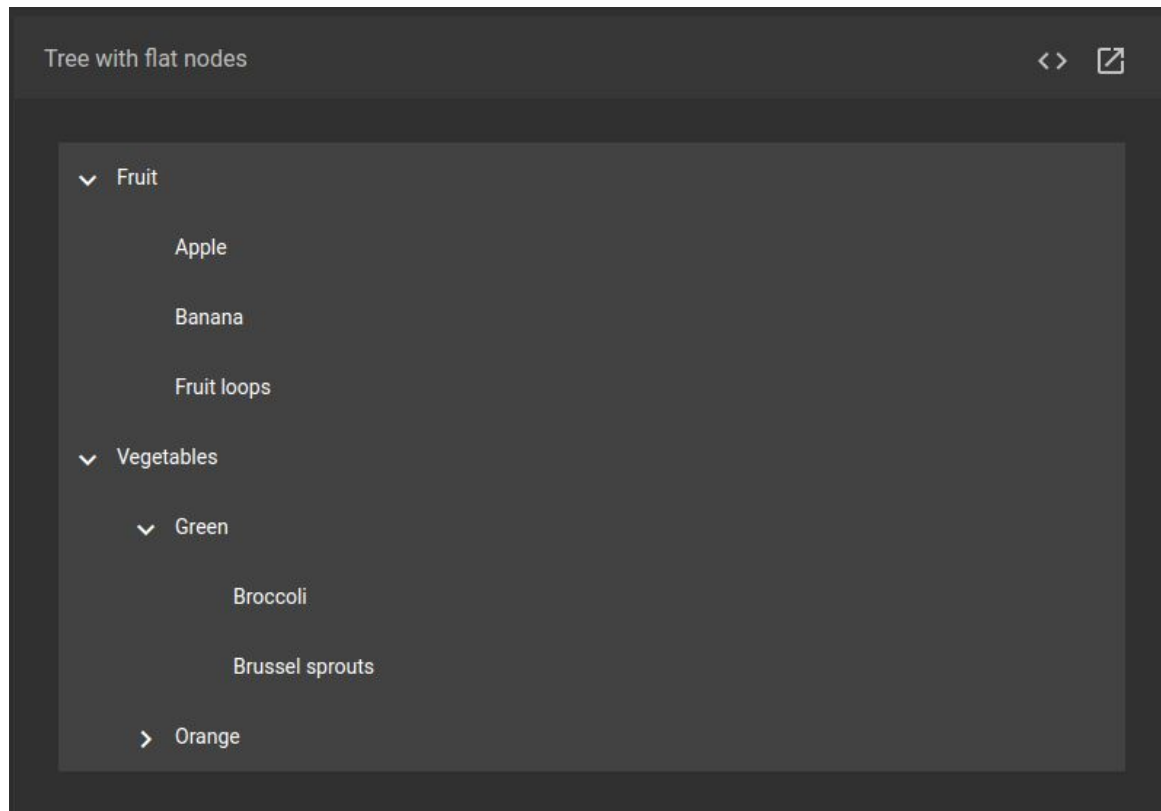 Tree with flat nodes
Fruit
Apple
Banana
Fruit loops
Vegetables
Green
Broccoli
Brussel sprouts
Orange